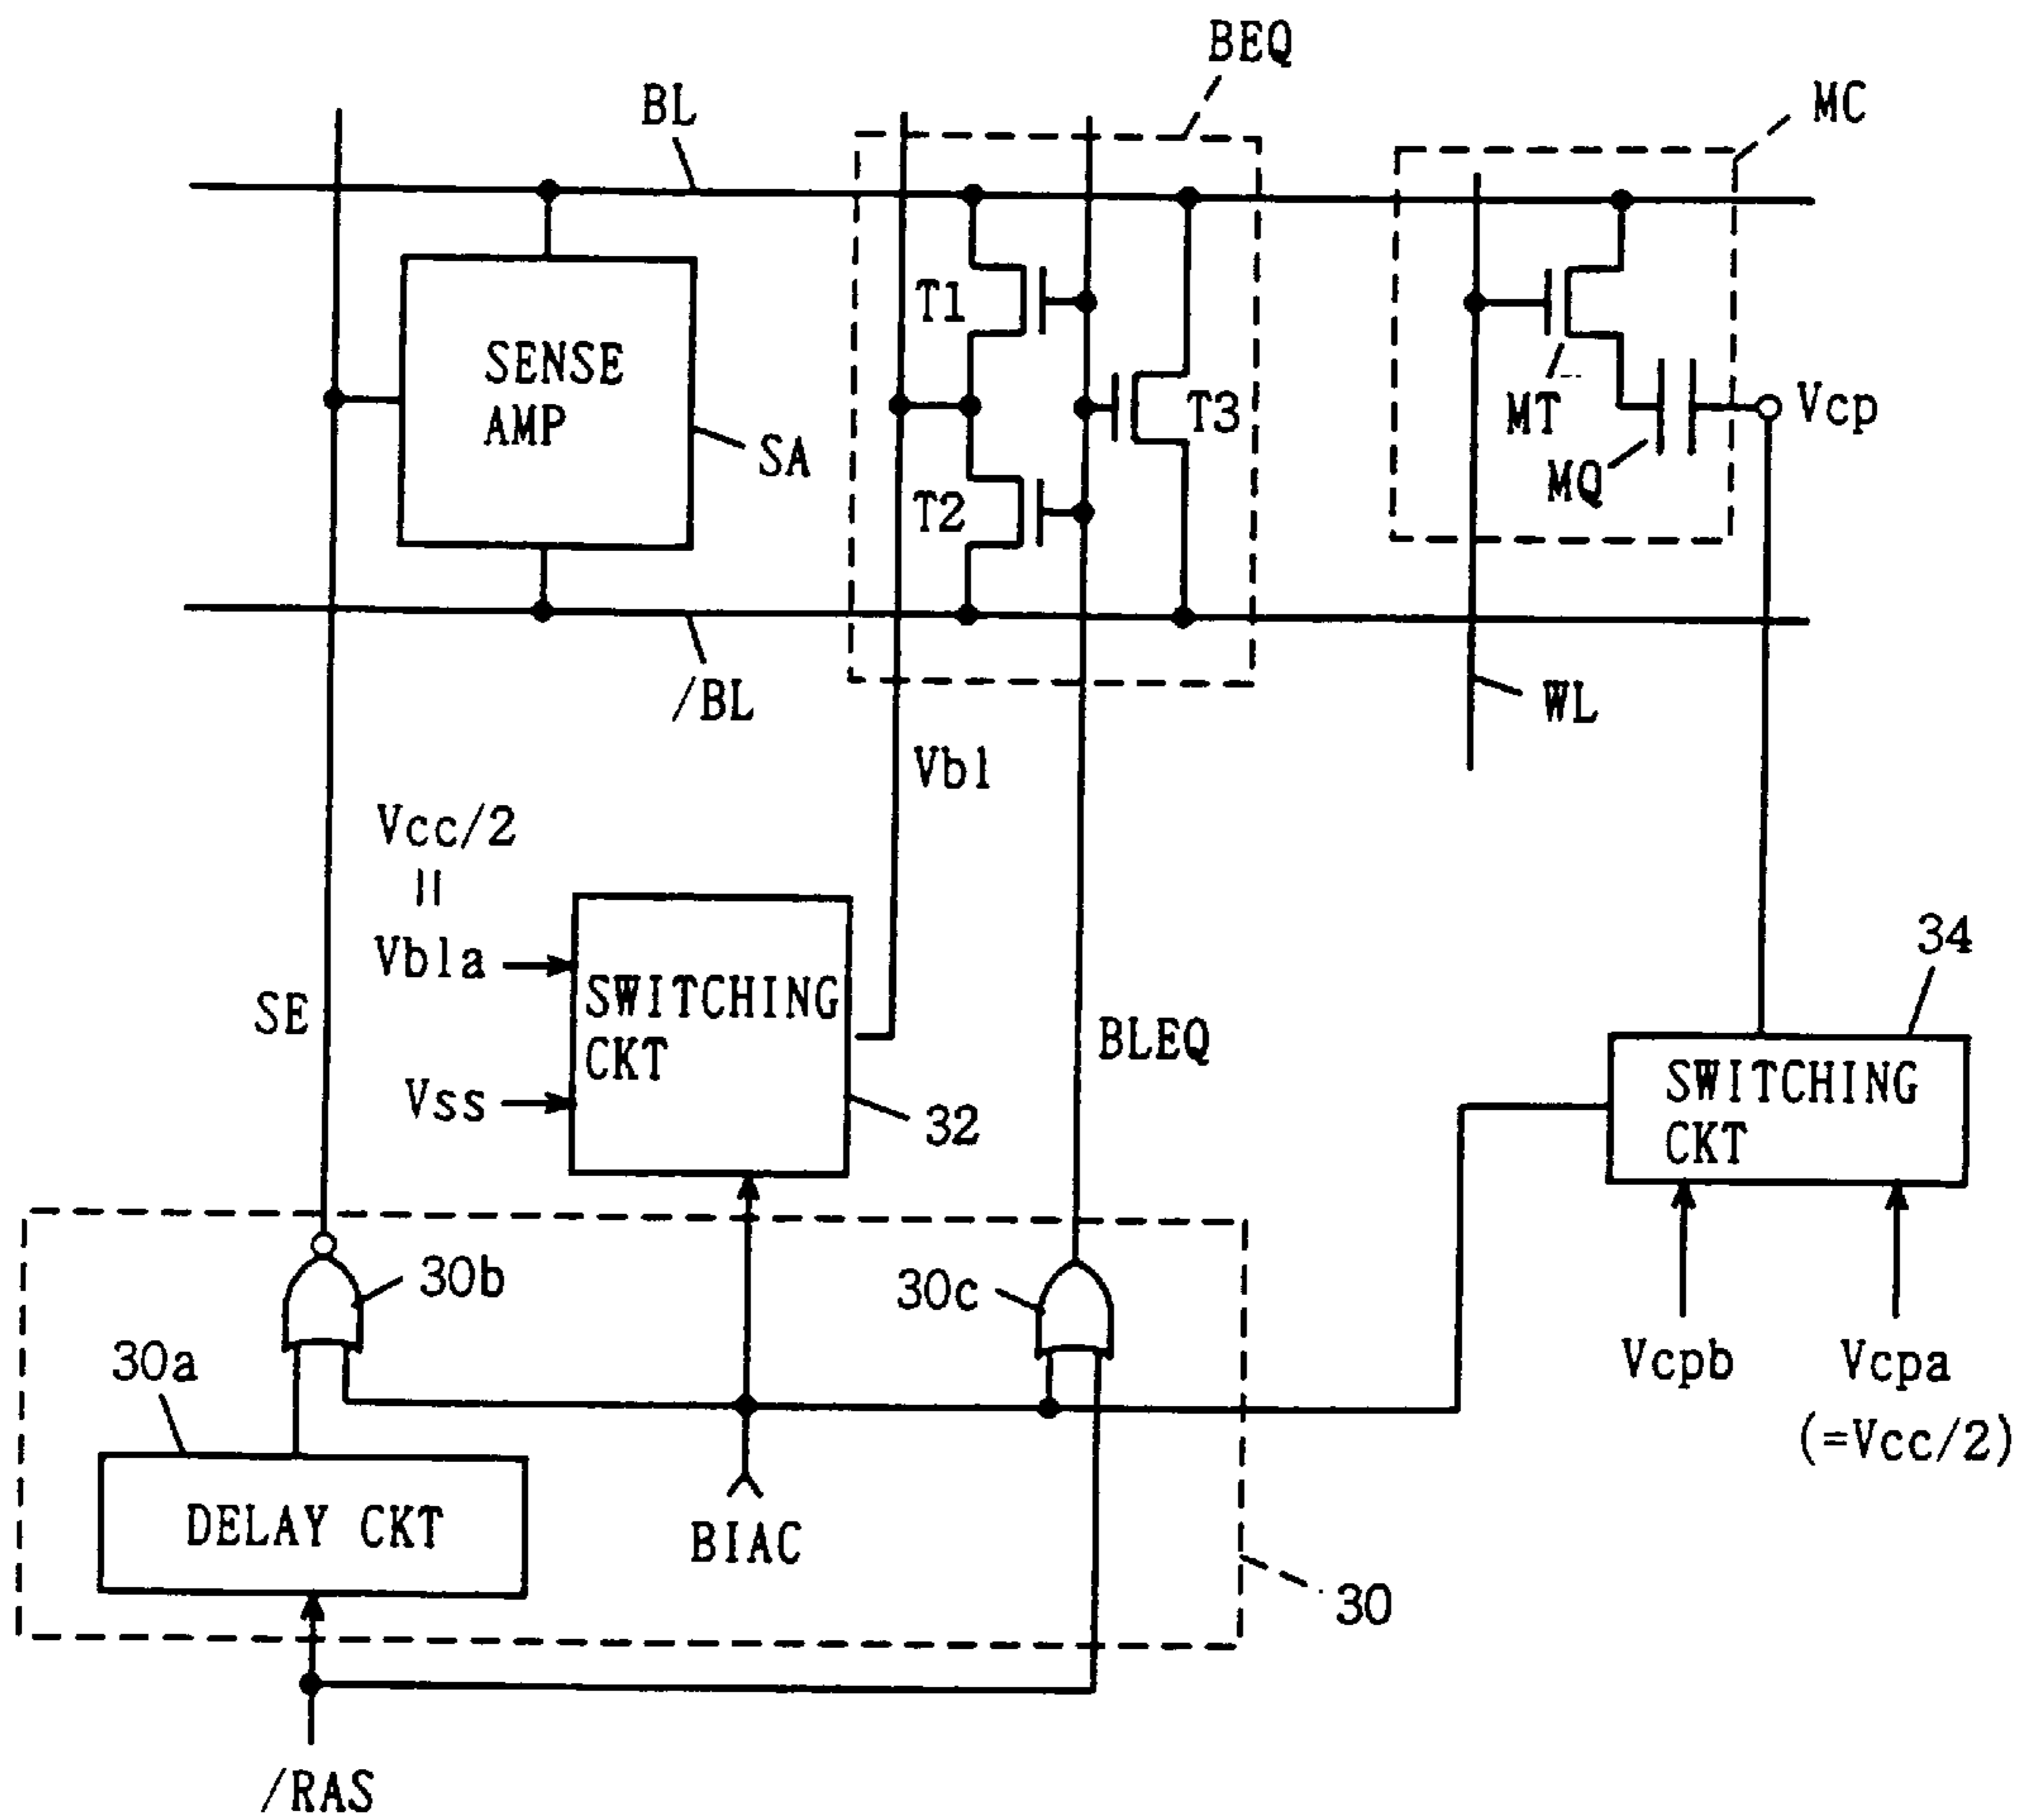 BEQ
BL
MC
T1
SENSE
AMP
T3
Vcp
MT
SA
MQ
T2
/BL
WL
Vbl
Vcc/2
=
Vbla
34
SE
SWITCHING
CKT
BLEQ
SWITCHING
CKT
Vss
32
30b
30c
30a
Vcpb
Vcpa
(=Vcc/2)
DELAY CKT
BIAC
30
/RAS